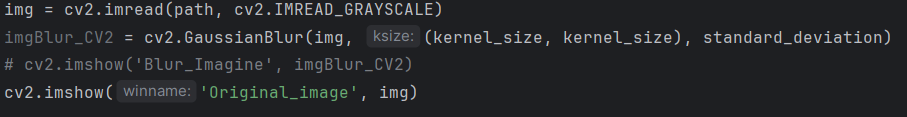 img = cv2.imread(path, cv2.IMREAD_GRAYSCALE)
imgBlur_CV2 = cv2.GaussianBlur(img, ksize: (kernel_size, kernel_size), standard_deviation)
# cv2.imshow('Blur_Imagine', imgBlur_CV2)
cv2.imshow( winname: 'Original_image', img)